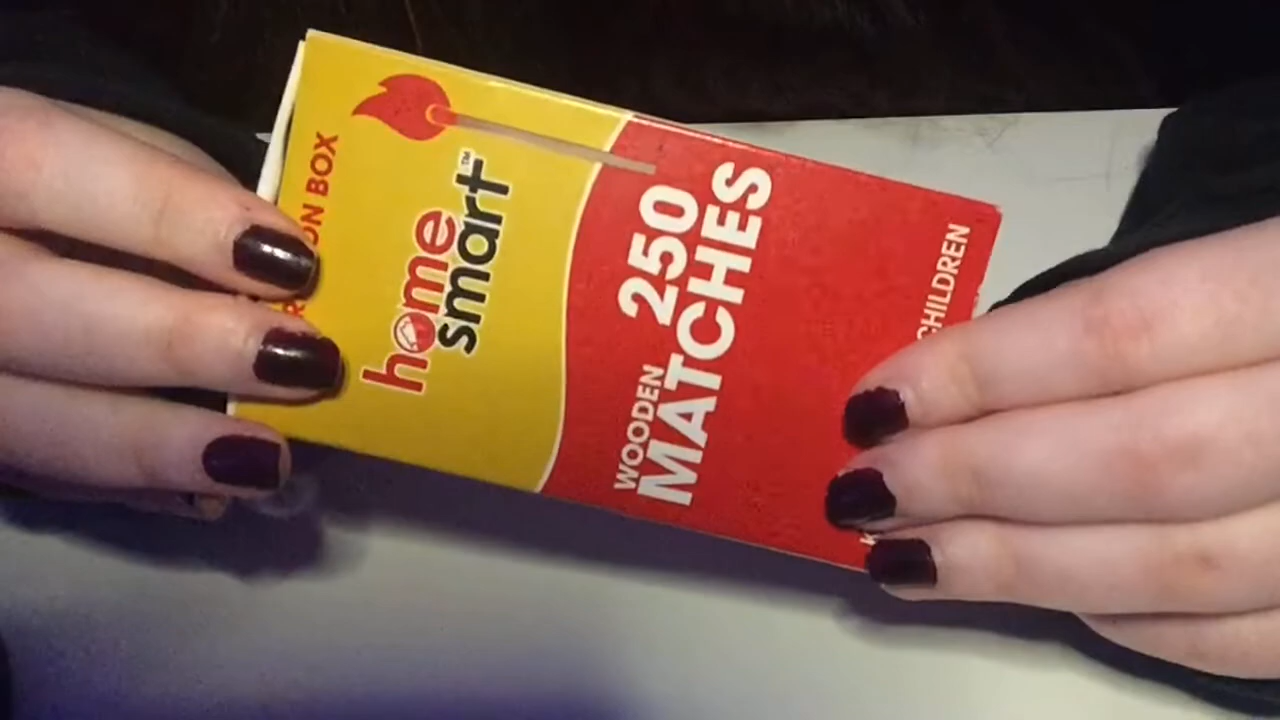 ON BOX
home
smart™
WOODEN 250
MATCHES
CHILDREN